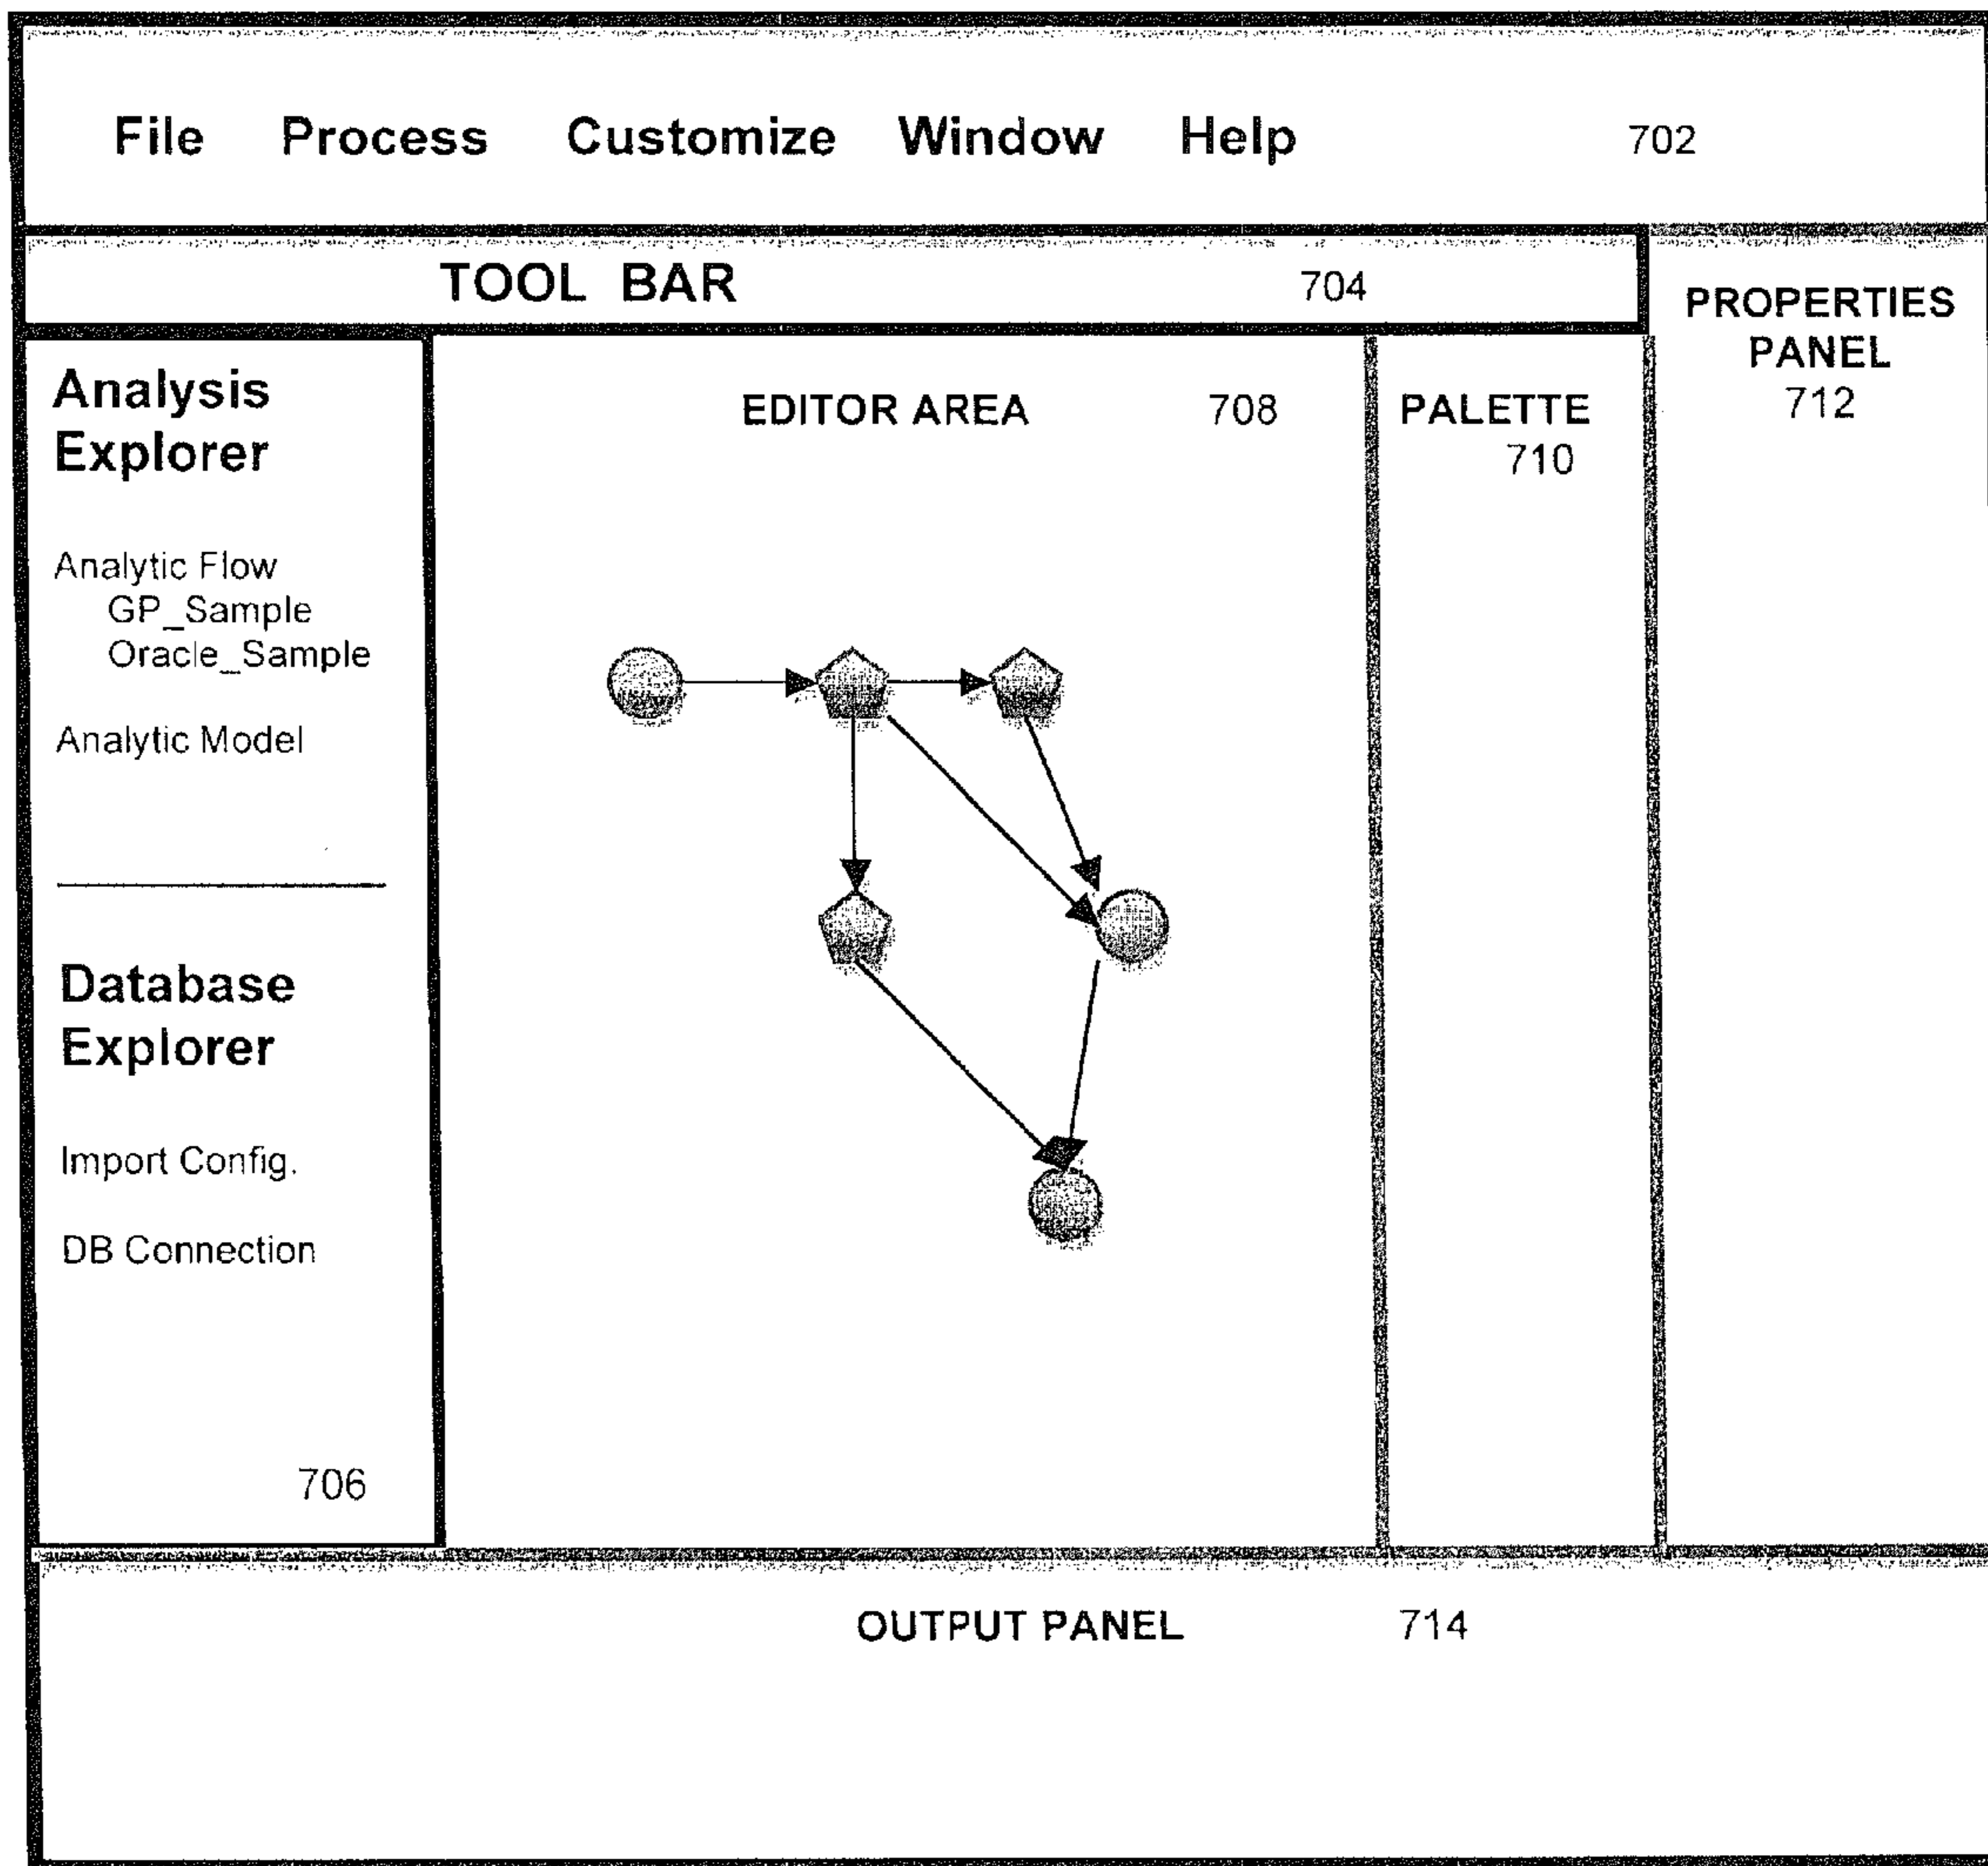 File Process Customize Window Help 702
TOOL BAR 704
PROPERTIES
PANEL
712
Analysis
Explorer
Analytic Flow
GP_Sample
Oracle_Sample
Analytic Model
Database
Explorer
Import Config.
DB Connection
706
EDITOR AREA 708
PALETTE
710
OUTPUT PANEL 714